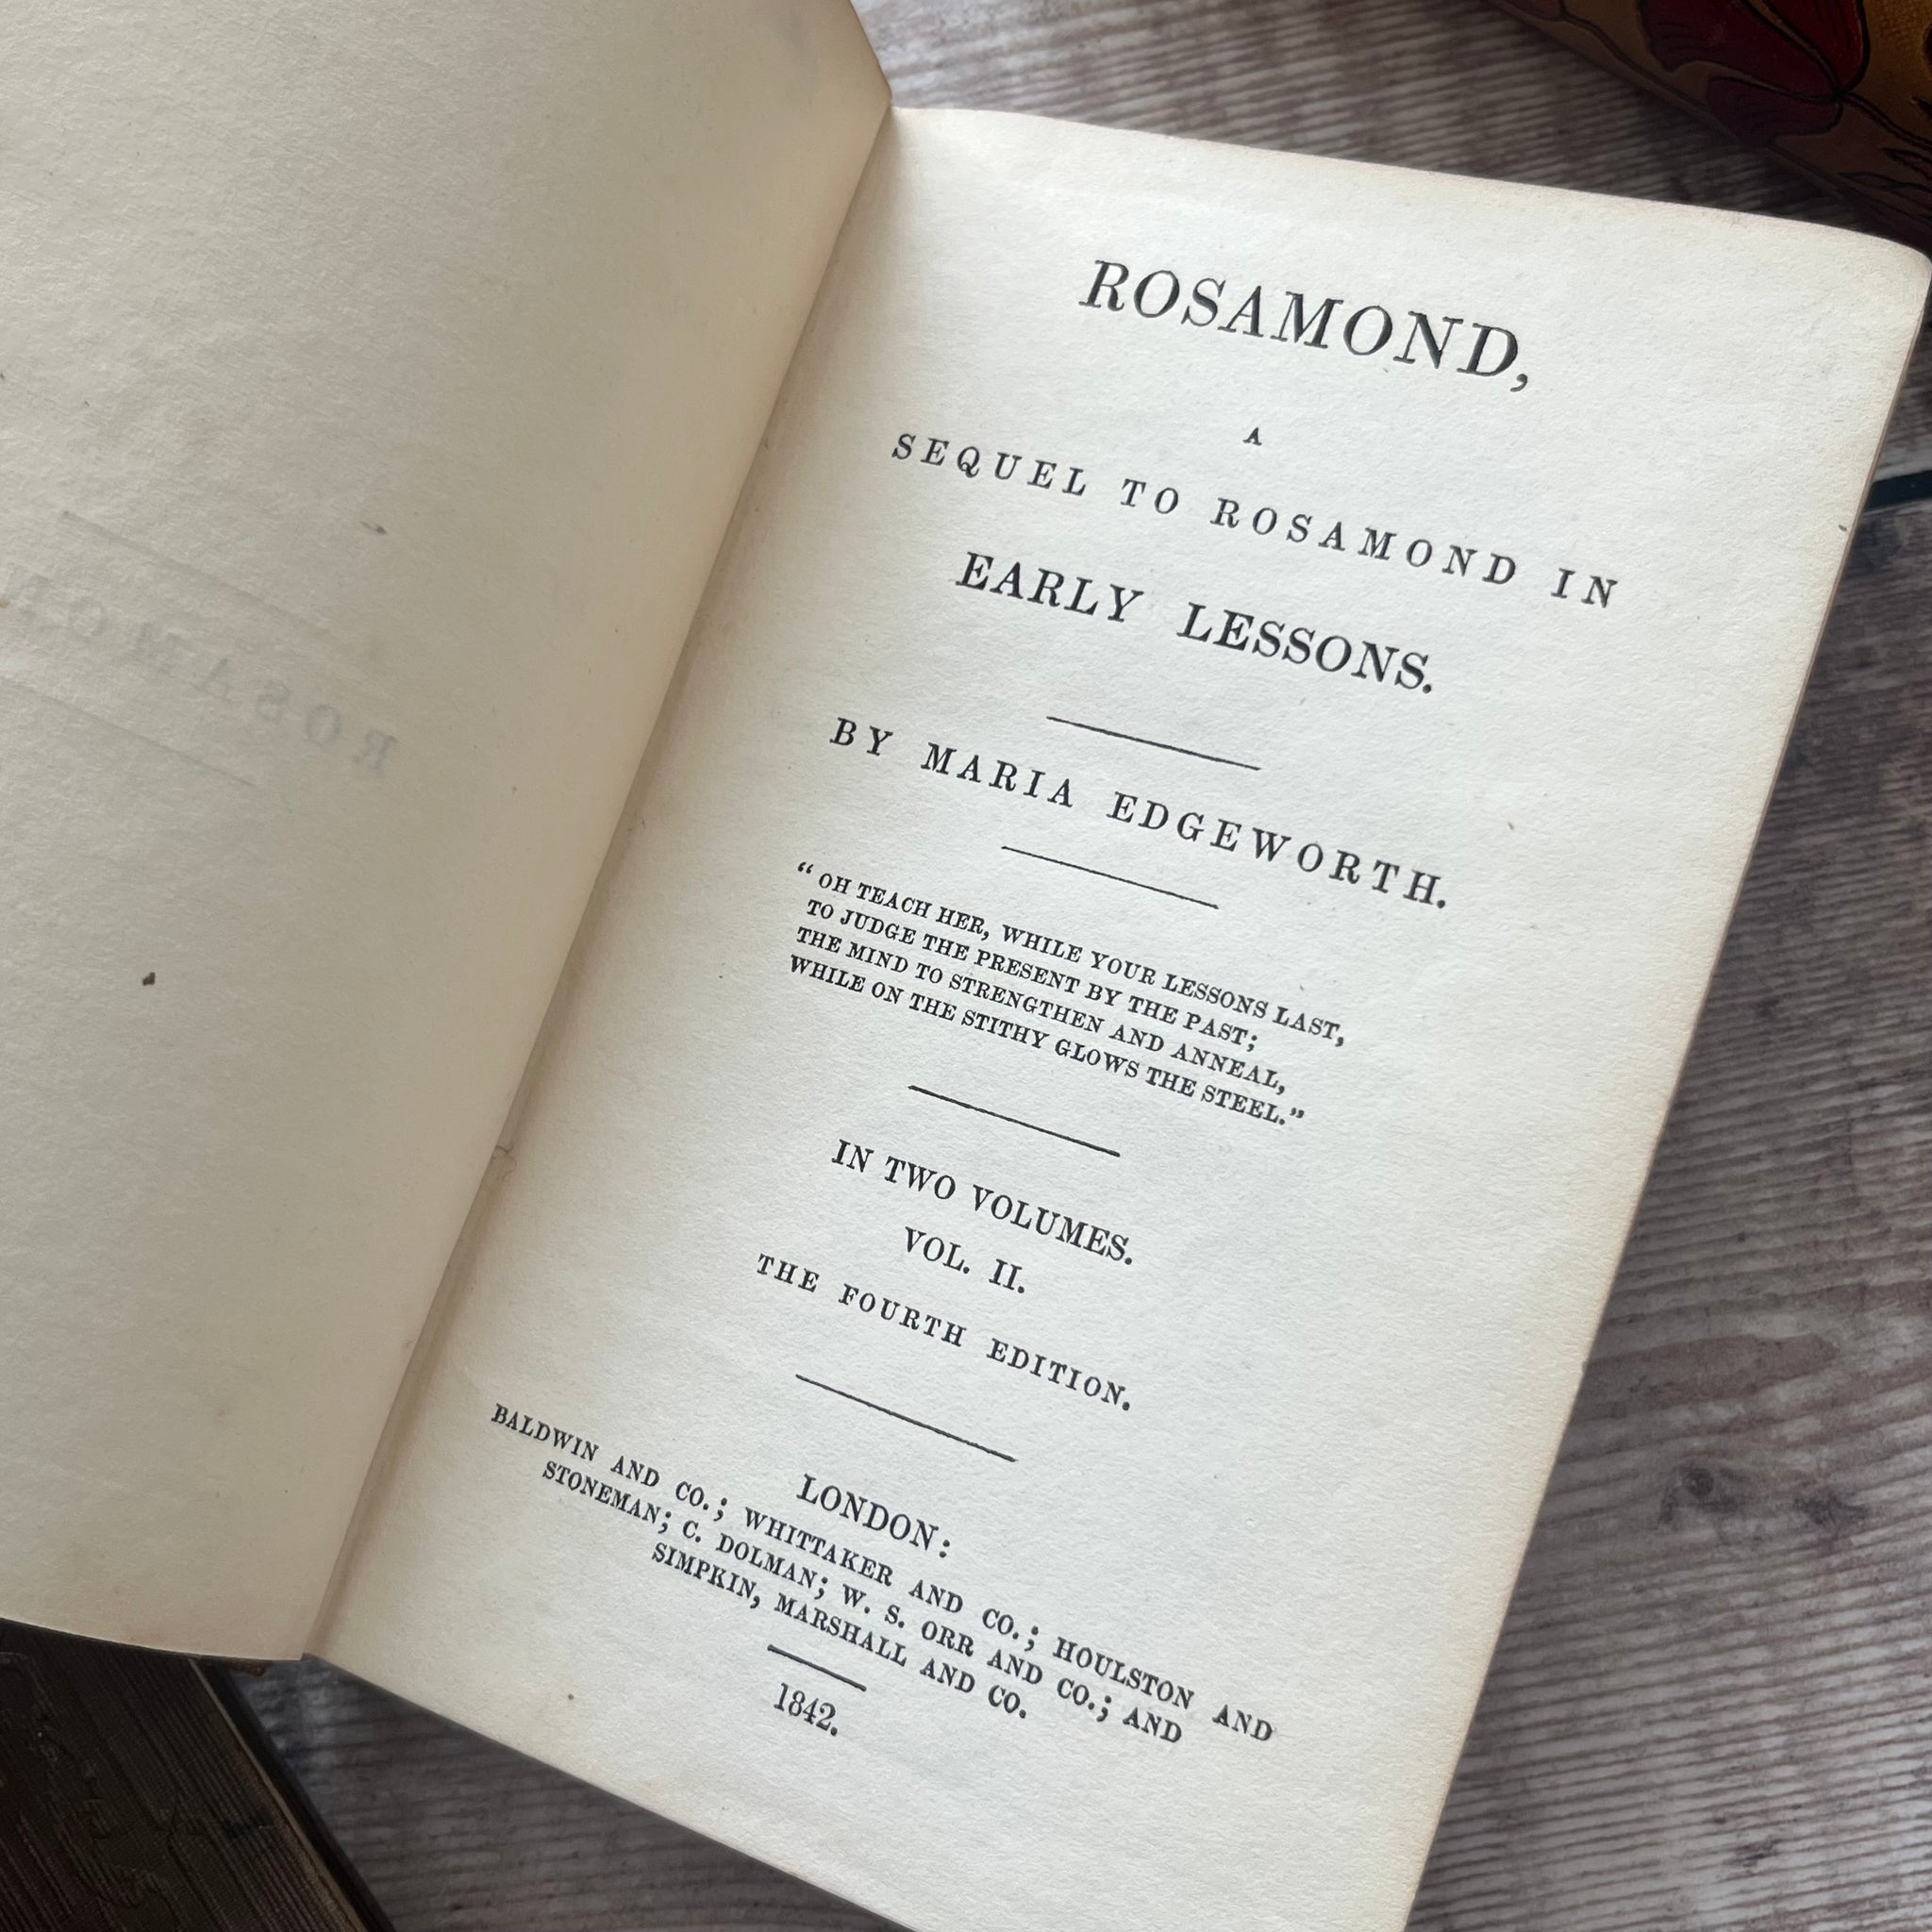 ROSAMOND
ROSAMOND,
A
SEQUEL TO ROSAMOND IN
EARLY LESSONS.
BY MARIA EDGEWORTH.
“OH TEACH HER, WHILE YOUR LESSONS LAST,
TO JUDGE THE PRESENT BY THE PAST;
THE MIND TO STRENGTHEN AND ANNEAL,
WHILE ON THE STITHY GLOWS THE STEEL.”
IN TWO VOLUMES.
VOL. II.
THE FOURTH EDITION.
LONDON:
BALDWIN AND CO.; WHITTAKER AND CO.; HOULSTON AND
STONEMAN; C. DOLMAN; W. S. ORR AND CO.; AND
SIMPKIN, MARSHALL AND CO.
1842.